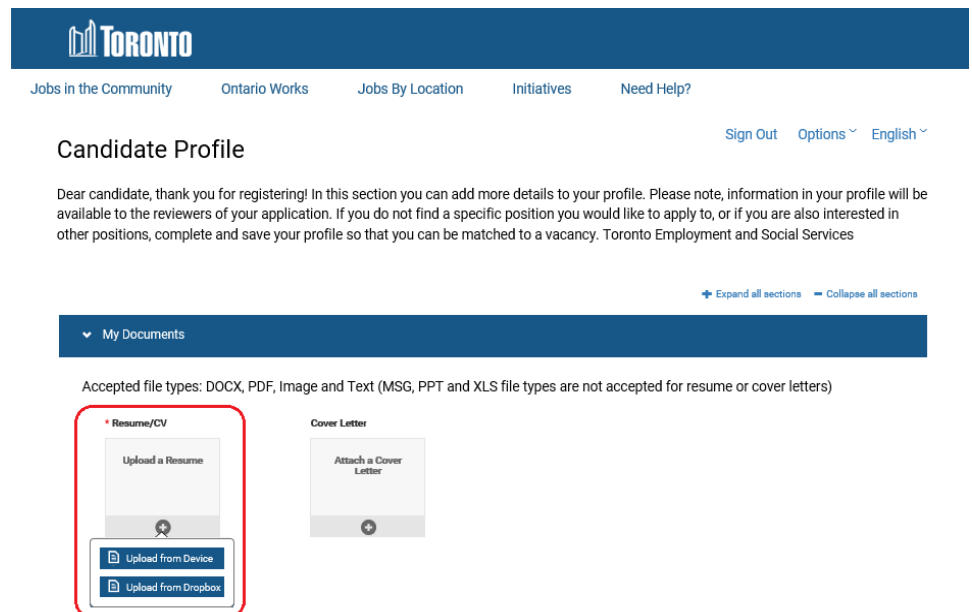 TORONTO
Jobs in the Community Ontario Works Jobs By Location Initiatives Need Help?
Sign Out Options English
Candidate Profile
Dear candidate, thank you for registering! In this section you can add more details to your profile. Please note, information in your profile will be
available to the reviewers of your application. If you do not find a specific position you would like to apply to, or if you are also interested in
other positions, complete and save your profile so that you can be matched to a vacancy. Toronto Employment and Social Services
Expand all sections Collapse all sections
My Documents
Accepted file types: DOCX, PDF, Image and Text (MSG, PPT and XLS file types are not accepted for resume or cover letters)
* Resume/CV
Upload a Resume
Upload from Device
Upload from Dropbox
Cover Letter
Attach a Cover
Letter